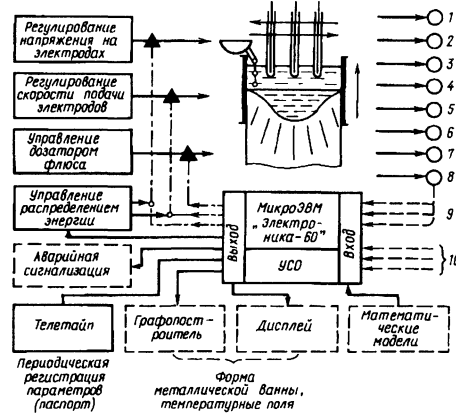 Регулирование
напряжения на
электродах
Регулирование
скорости подачи
электродов
Управление
дозатором
флюса
Управление
распределением
энергии
Аварийная
сигнализация
Телетайп
Периодическая
регистрация
параметров
(паспорт)
Выход
МикроЭВМ
„Электро-
ника-60"
УСО
Вход
Графопост-
роитель
Дисплей
Математи-
ческие
модели
Форма
металлической ванны,
температурные поля
1
2
3
4
5
6
7
8
9
10